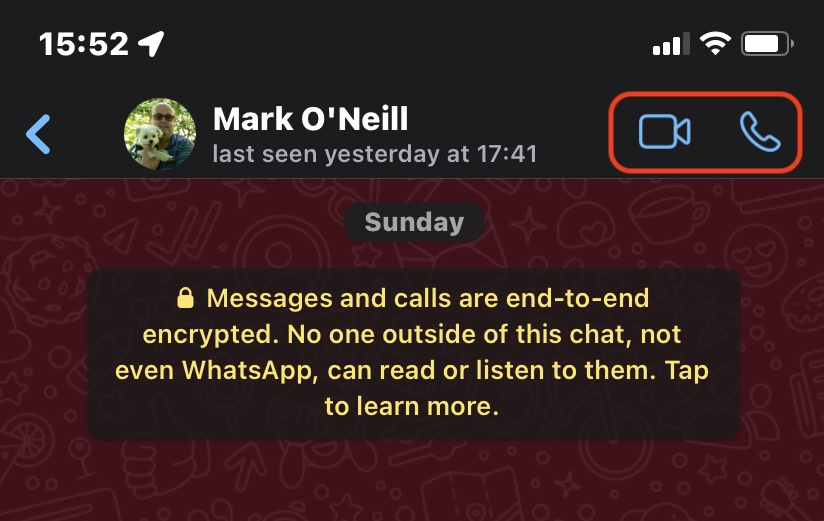 15:52
Mark O'Neill
last seen yesterday at 17:41
Sunday
Messages and calls are end-to-end
encrypted. No one outside of this chat, not
even WhatsApp, can read or listen to them. Tap
to learn more.